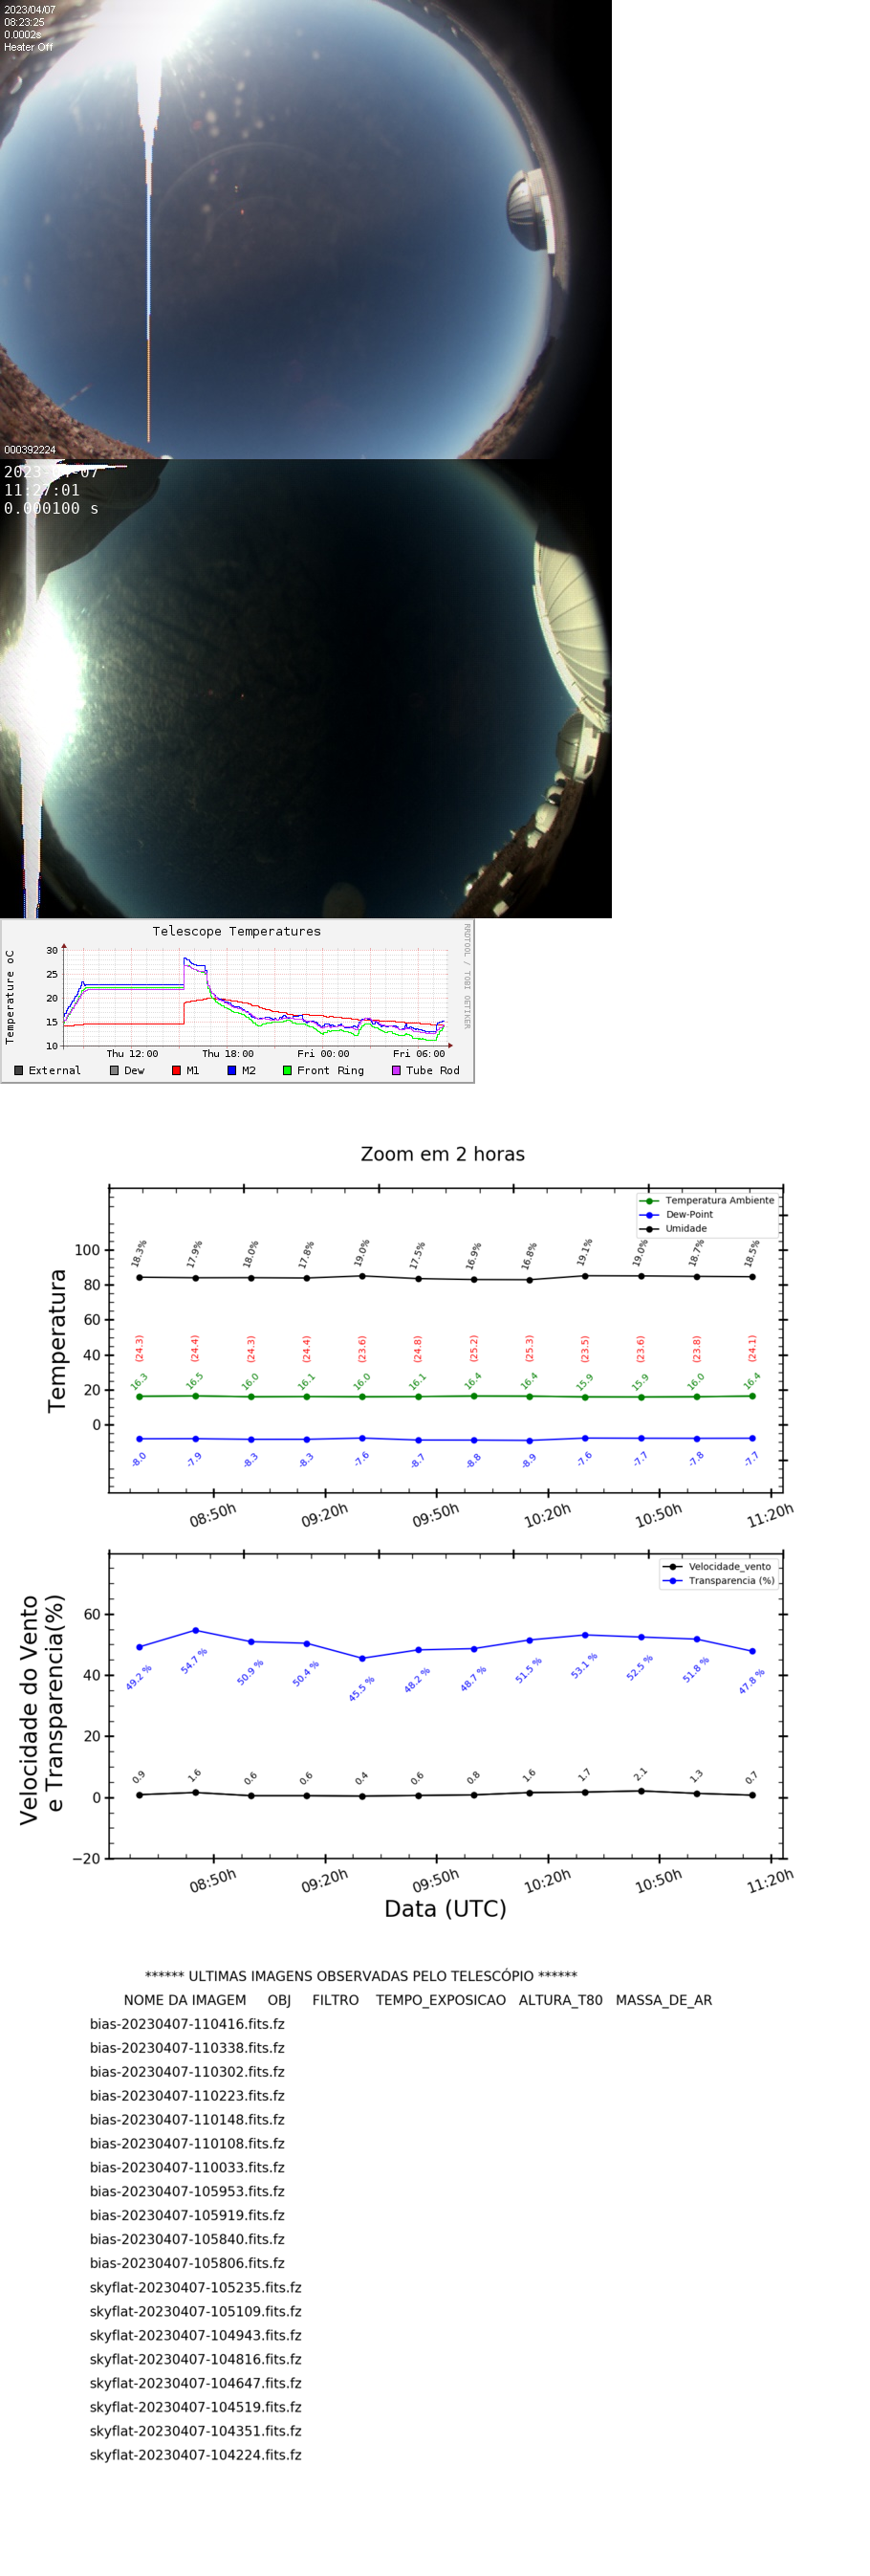 2023/04/07
08:23:25
0.0002s
Heater Off
000392224
2023-04-07
11:27:01
0.000100 s
Telescope Temperatures
RRDTOOL / TOBI OETIKER
Temperature oC
30
25
20
15
10
Thu 12:00 Thu 18:00 Fri 00:00 Fri 06:00
External Dew M1 M2 Front Ring Tube Rod
Zoom em 2 horas
Temperatura Ambiente
Dew-Point
Umidade
Temperatura
100
80
60
40
20
0
18.3% 17.9% 18.0% 17.8% 19.0% 17.5% 16.9% 16.8% 19.1% 19.0% 18.7% 18.5%
(24.3) (24.4) (24.3) (24.4) (23.6) (24.8) (25.2) (25.3) (23.5) (23.6) (23.8) (24.1)
16.3 16.5 16.0 16.1 16.0 16.1 16.4 16.4 15.9 15.9 16.0 16.4
-8.0 -7.9 -8.3 -8.3 -7.6 -8.7 -8.8 -8.9 -7.6 -7.7 -7.8 -7.7
08:50h 09:20h 09:50h 10:20h 10:50h 11:20h
Velocidade_vento
Transparencia (%)
Velocidade do Vento
e Transparencia(%)
60
40
20
0
−20
49.2 % 54.7 % 50.9 % 50.4 % 45.5 % 48.2 % 48.7 % 51.5 % 53.1 % 52.5 % 51.8 % 47.8 %
0.9 1.6 0.6 0.6 0.4 0.6 0.8 1.6 1.7 2.1 1.3 0.7
08:50h 09:20h 09:50h 10:20h 10:50h 11:20h
Data (UTC)
****** ULTIMAS IMAGENS OBSERVADAS PELO TELESCÓPIO ******
NOME DA IMAGEM OBJ FILTRO TEMPO_EXPOSICAO ALTURA_T80 MASSA_DE_AR
bias-20230407-110416.fits.fz
bias-20230407-110338.fits.fz
bias-20230407-110302.fits.fz
bias-20230407-110223.fits.fz
bias-20230407-110148.fits.fz
bias-20230407-110108.fits.fz
bias-20230407-110033.fits.fz
bias-20230407-105953.fits.fz
bias-20230407-105919.fits.fz
bias-20230407-105840.fits.fz
bias-20230407-105806.fits.fz
skyflat-20230407-105235.fits.fz
skyflat-20230407-105109.fits.fz
skyflat-20230407-104943.fits.fz
skyflat-20230407-104816.fits.fz
skyflat-20230407-104647.fits.fz
skyflat-20230407-104519.fits.fz
skyflat-20230407-104351.fits.fz
skyflat-20230407-104224.fits.fz